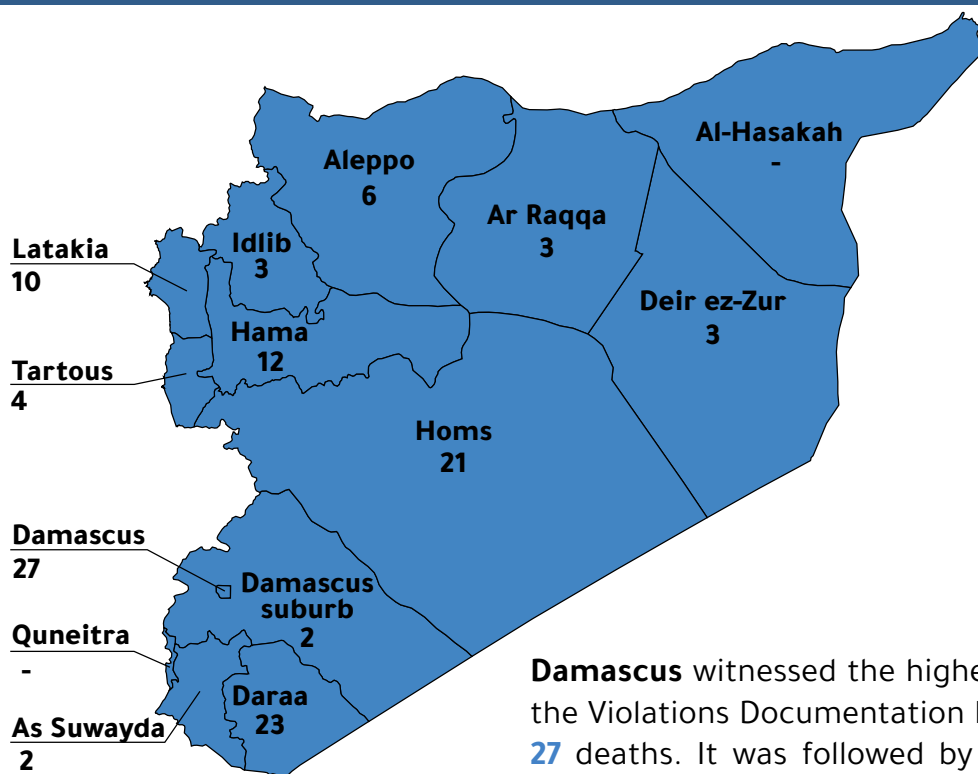 Al-Hasakah
-
Aleppo
6
Ar Raqqa
3
Idlib
3
Latakia
10
Deir ez-Zur
3
Hama
12
Tartous
4
Homs
21
Damascus
27
Damascus
suburb
2
Quneitra
-
Daraa
23
As Suwayda
2
Damascus witnessed the
the Violations Documentation
27 deaths. It was followed by